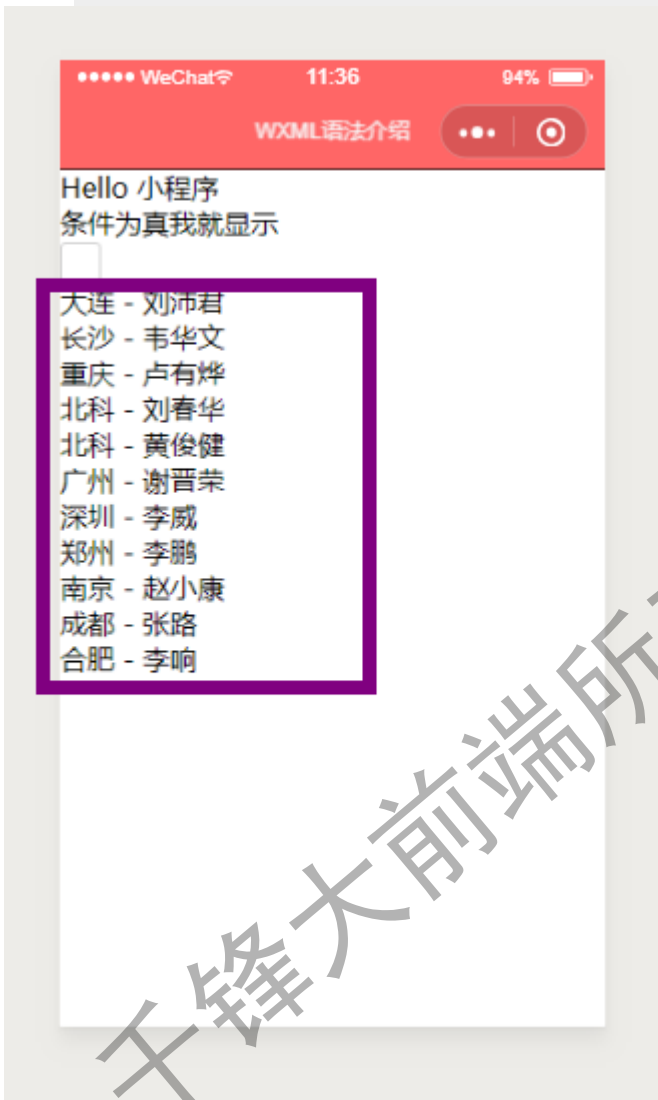 ●●●●● WeChat 11:36 94%
WXML语法介绍
Hello 小程序
条件为真我就显示
大连 - 刘沛君
长沙 - 韦华文
重庆 - 卢有烨
北科 - 刘春华
北科 - 黄俊健
广州 - 谢晋荣
深圳 - 李威
郑州 - 李鹏
南京 - 赵小康
成都 - 张路
合肥 - 李响
千锋大前端所